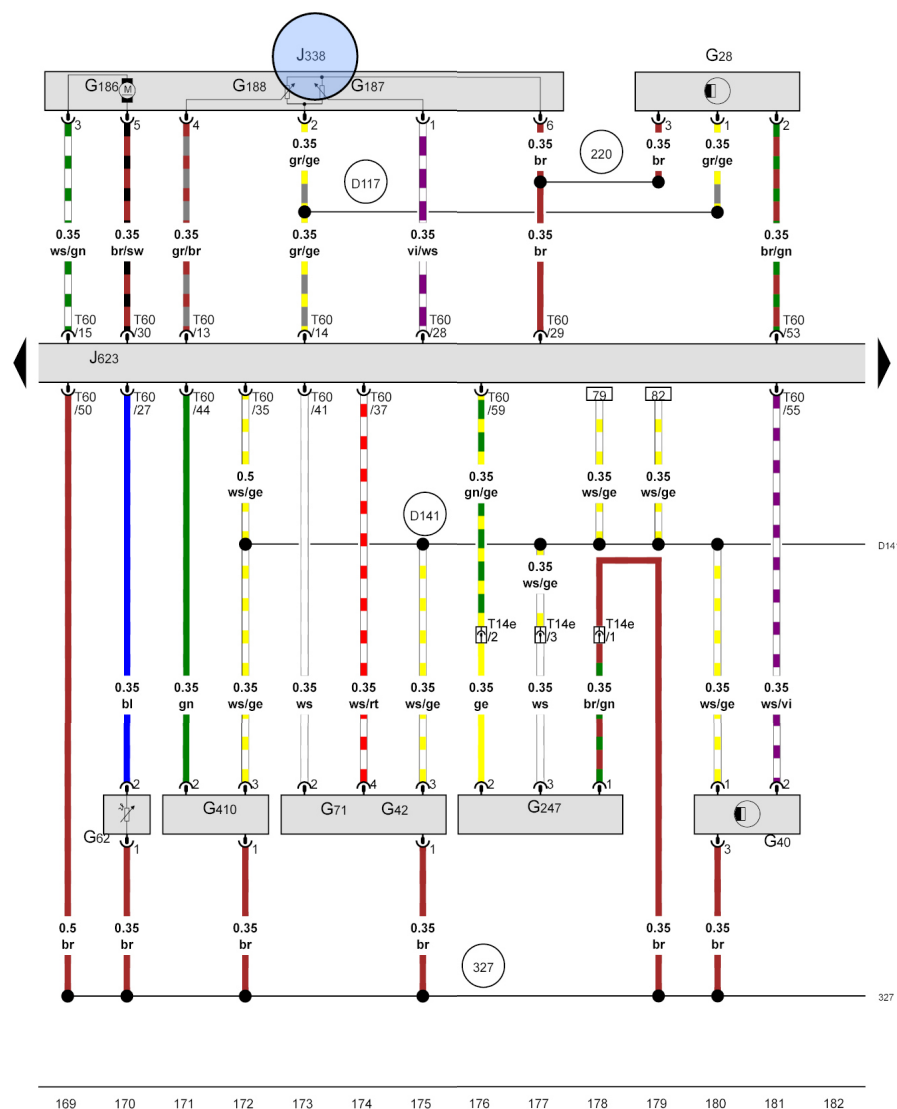 J338
G28
G186
G188
G187
3 5 4 2 1 6 3 1 2
0.35 0.35 0.35 0.35
gr/ge br br gr/ge
220
D117
0.35 0.35 0.35 0.35 0.35 0.35 0.35
ws/gn br/sw gr/br gr/ge vi/ws br br/gn
T60 T60 T60 T60 T60 T60 T60
/15 /30 /13 /14 /28 /29 /53
J623
T60 T60 T60 T60 T60 T60 T60 79 82 T60
/50 /27 /44 /35 /41 /37 /59 /55
0.5 0.35 0.35 0.35
ws/ge gn/ge ws/ge ws/ge
D141
D141
0.35
ws/ge
T14e T14e T14e
/2 /3 /1
0.35 0.35 0.35 0.35 0.35 0.35 0.35 0.35 0.35 0.35 0.35
bl gn ws/ge ws ws/rt ws/ge ge ws br/gn ws/ge ws/vi
2 2 3 2 4 3 2 3 1 1 2
G410 G71 G42 G247
G62 G40
1 1 1 3
0.5 0.35 0.35 0.35 0.35 0.35
br br br br br br
327
327
169 170 171 172 173 174 175 176 177 178 179 180 181 182